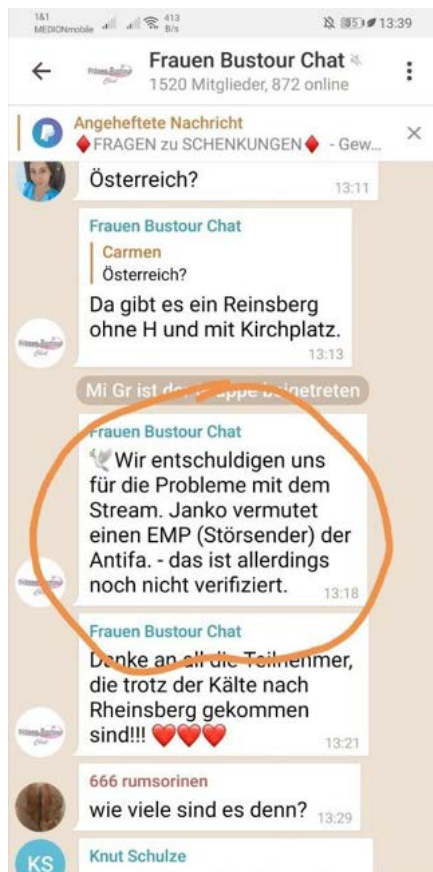 1&1
MEDIONmobile
413
B/s
85
13:39
Frauen Bustour Chat
1520 Mitglieder, 872 online
Angeheftete Nachricht
♦FRAGEN zu SCHENKUNGEN♦ - Gew...
Österreich?
13:11
Frauen Bustour Chat
Carmen
Österreich?
Da gibt es ein Reinsberg
ohne H und mit Kirchplatz.
13:13
Mi Gr ist der Gruppe beigetreten
Frauen Bustour Chat
🕊️Wir entschuldigen uns
für die Probleme mit dem
Stream. Janko vermutet
einen EMP (Störsender) der
Antifa. - das ist allerdings
noch nicht verifiziert.
13:18
Frauen Bustour Chat
Danke an all die Teilnehmer,
die trotz der Kälte nach
Rheinsberg gekommen
sind!!! ❤️❤️❤️
13:21
666 rumsorinen
wie viele sind es denn?
13:29
KS
Knut Schulze